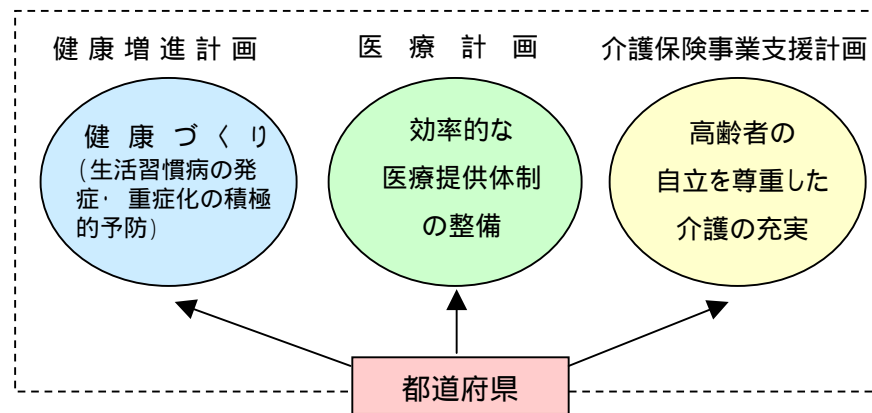 健康増進計画
医療計画
介護保険事業支援計画
健康づくり
(生活習慣病の発
症・重症化の積極
的予防)
効率的な
医療提供体制
の整備
高齢者の
自立を尊重した
介護の充実
都道府県